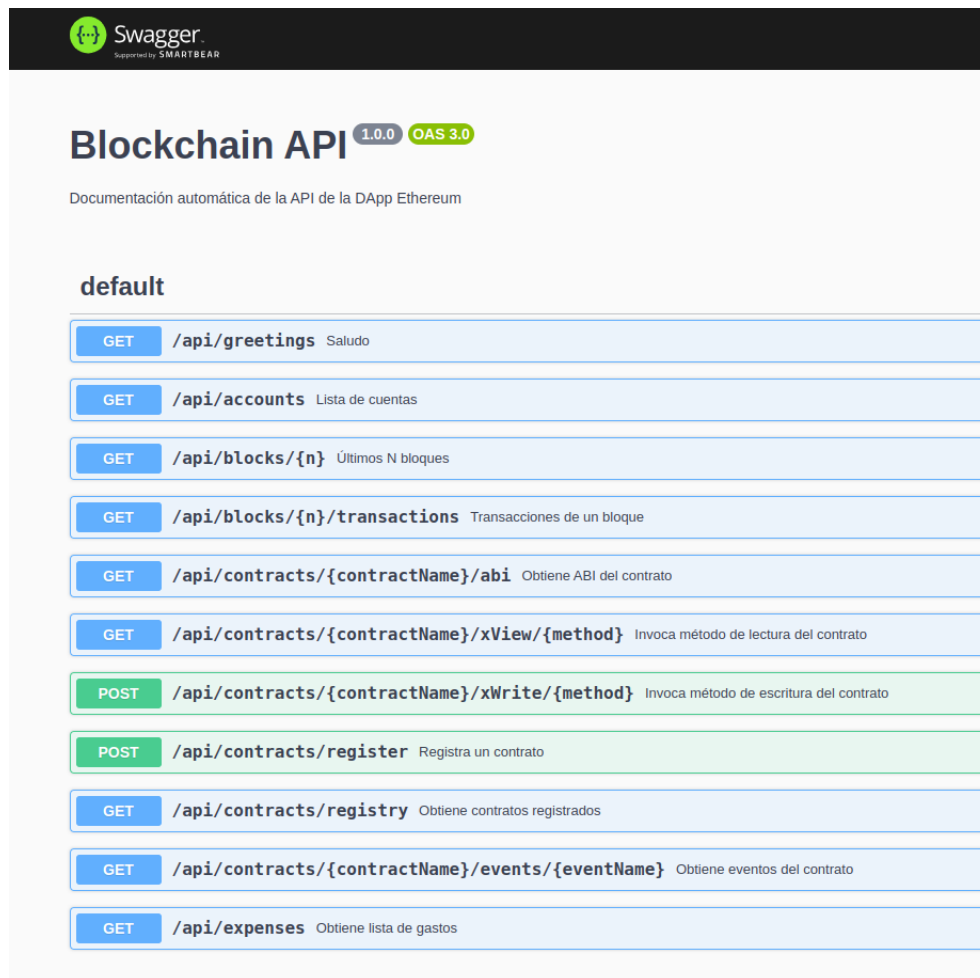 {···} Swagger.
Supported by SMARTBEAR
Blockchain API 1.0.0 OAS 3.0
Documentación automática de la API de la DApp Ethereum
default
GET /api/greetings Saludo
GET /api/accounts Lista de cuentas
GET /api/blocks/{n} Últimos N bloques
GET /api/blocks/{n}/transactions Transacciones de un bloque
GET /api/contracts/{contractName}/abi Obtiene ABI del contrato
GET /api/contracts/{contractName}/xView/{method} Invoca método de lectura del contrato
POST /api/contracts/{contractName}/xWrite/{method} Invoca método de escritura del contrato
POST /api/contracts/register Registra un contrato
GET /api/contracts/registry Obtiene contratos registrados
GET /api/contracts/{contractName}/events/{eventName} Obtiene eventos del contrato
GET /api/expenses Obtiene lista de gastos